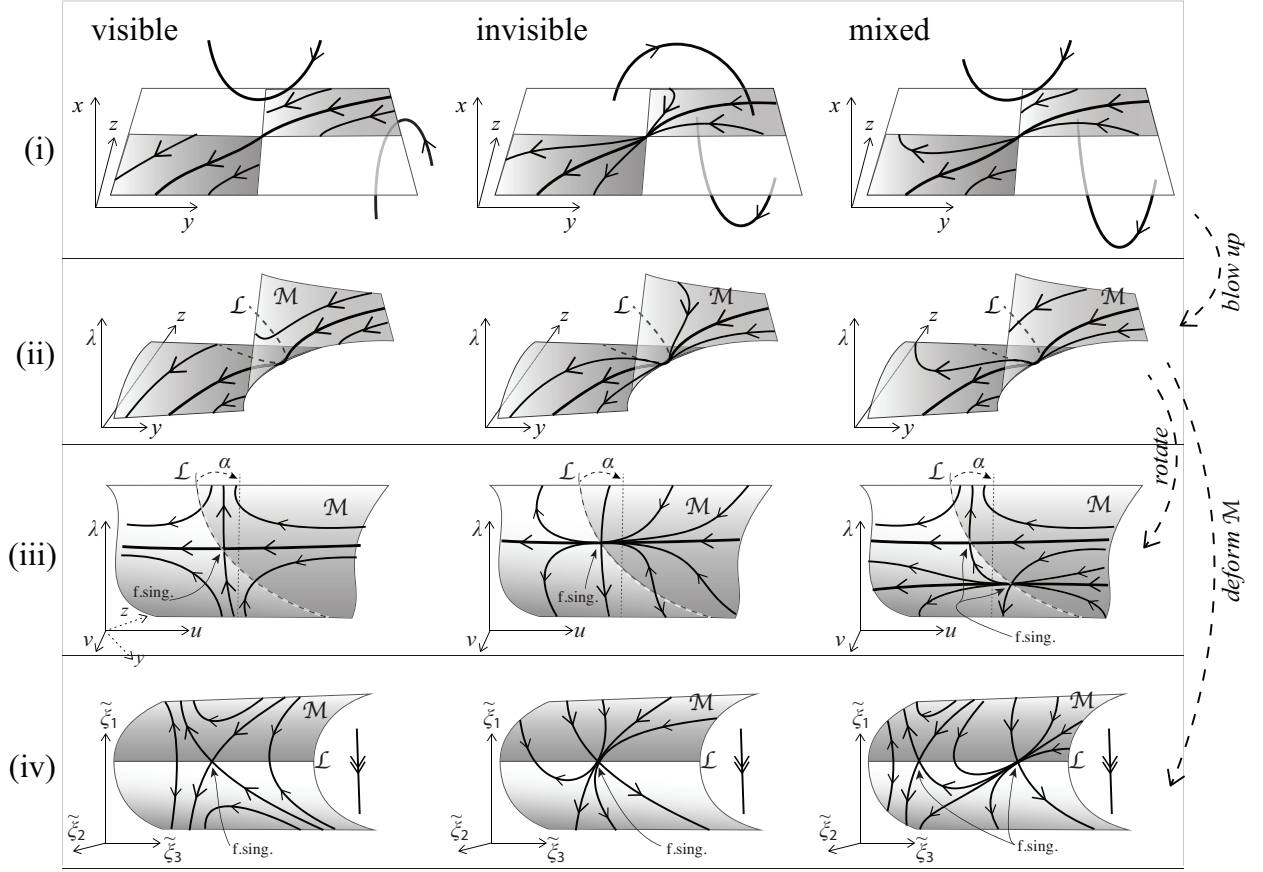 visible invisible mixed
(i)
x z y
x z y
x z y
blow up
(ii)
λ z y ℒ ℳ
λ z y ℒ ℳ
λ z y ℒ ℳ
rotate
deform ℳ
(iii)
λ ℒ α ℳ f.sing. z v y u
λ ℒ α ℳ f.sing. v u
λ ℒ α ℳ f.sing. v u
(iv)
ξ̃1 ξ̃2 ξ̃3 ℳ ℒ f.sing.
ξ̃1 ξ̃2 ξ̃3 ℳ ℒ f.sing.
ξ̃1 ξ̃2 ξ̃3 ℳ ℒ f.sing.